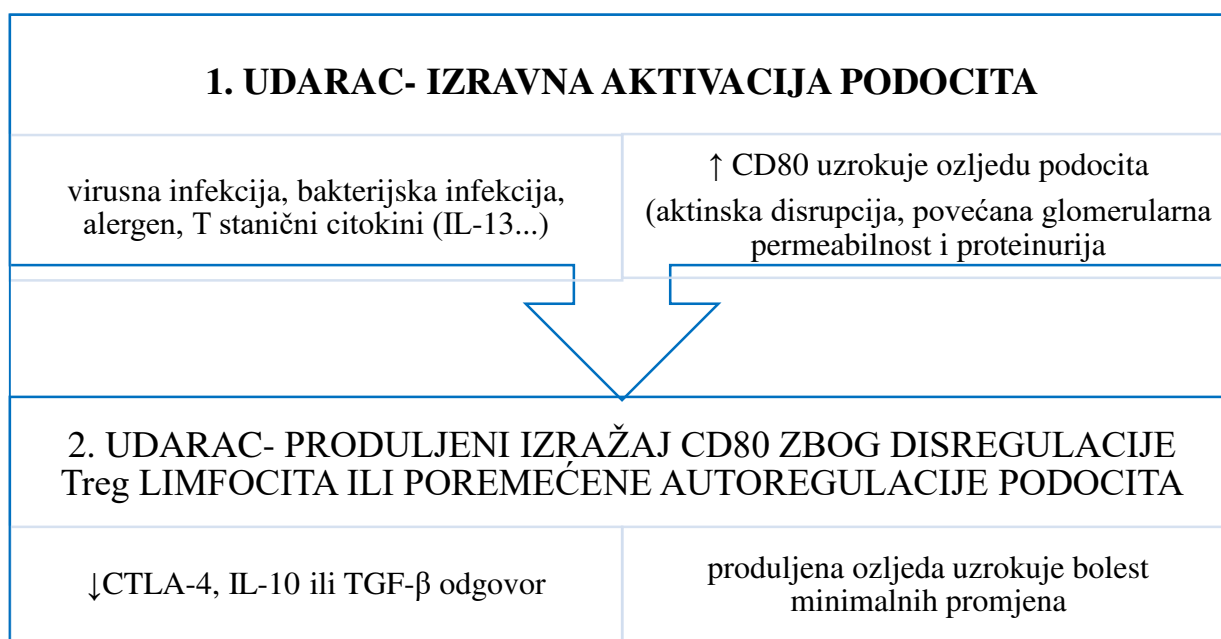 1. UDARAC- IZRAVNA AKTIVACIJA PODOCITA
virusna infekcija, bakterijska infekcija,
alergen, T stanični citokini (IL-13...)
↑ CD80 uzrokuje ozljedu podocita
(aktinska disrupcija, povećana glomerularna
permeabilnost i proteinurija
2. UDARAC- PRODULJENI IZRAŽAJ CD80 ZBOG DISREGULACIJE
Treg LIMFOCITA ILI POREMEĆENE AUTOREGULACIJE PODOCITA
↓CTLA-4, IL-10 ili TGF-β odgovor
produljena ozljeda uzrokuje bolest
minimalnih promjena